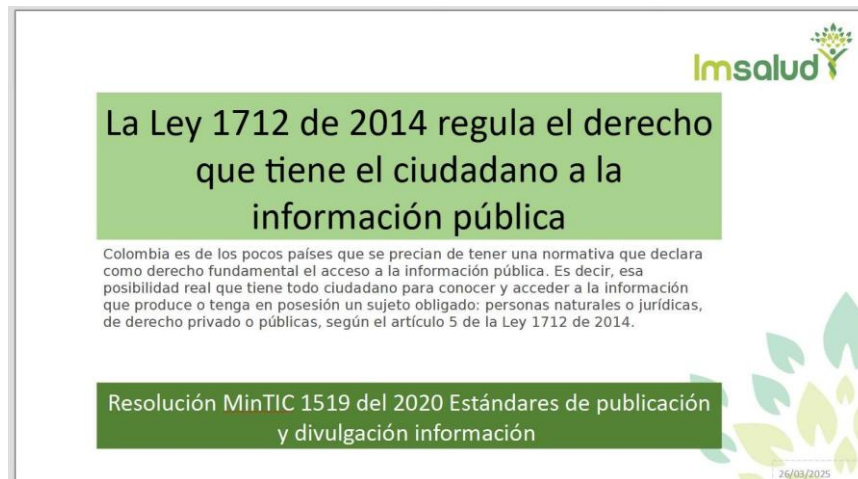 Imsalud
La Ley 1712 de 2014 regula el derecho
que tiene el ciudadano a la
información pública
Colombia es de los pocos países que se precian de tener una normativa que declara
como derecho fundamental el acceso a la información pública. Es decir, esa
posibilidad real que tiene todo ciudadano para conocer y acceder a la información
que produce o tenga en posesión un sujeto obligado: personas naturales o jurídicas,
de derecho privado o públicas, según el artículo 5 de la Ley 1712 de 2014.
Resolución MinTIC 1519 del 2020 Estándares de publicación
y divulgación información
26/03/2025